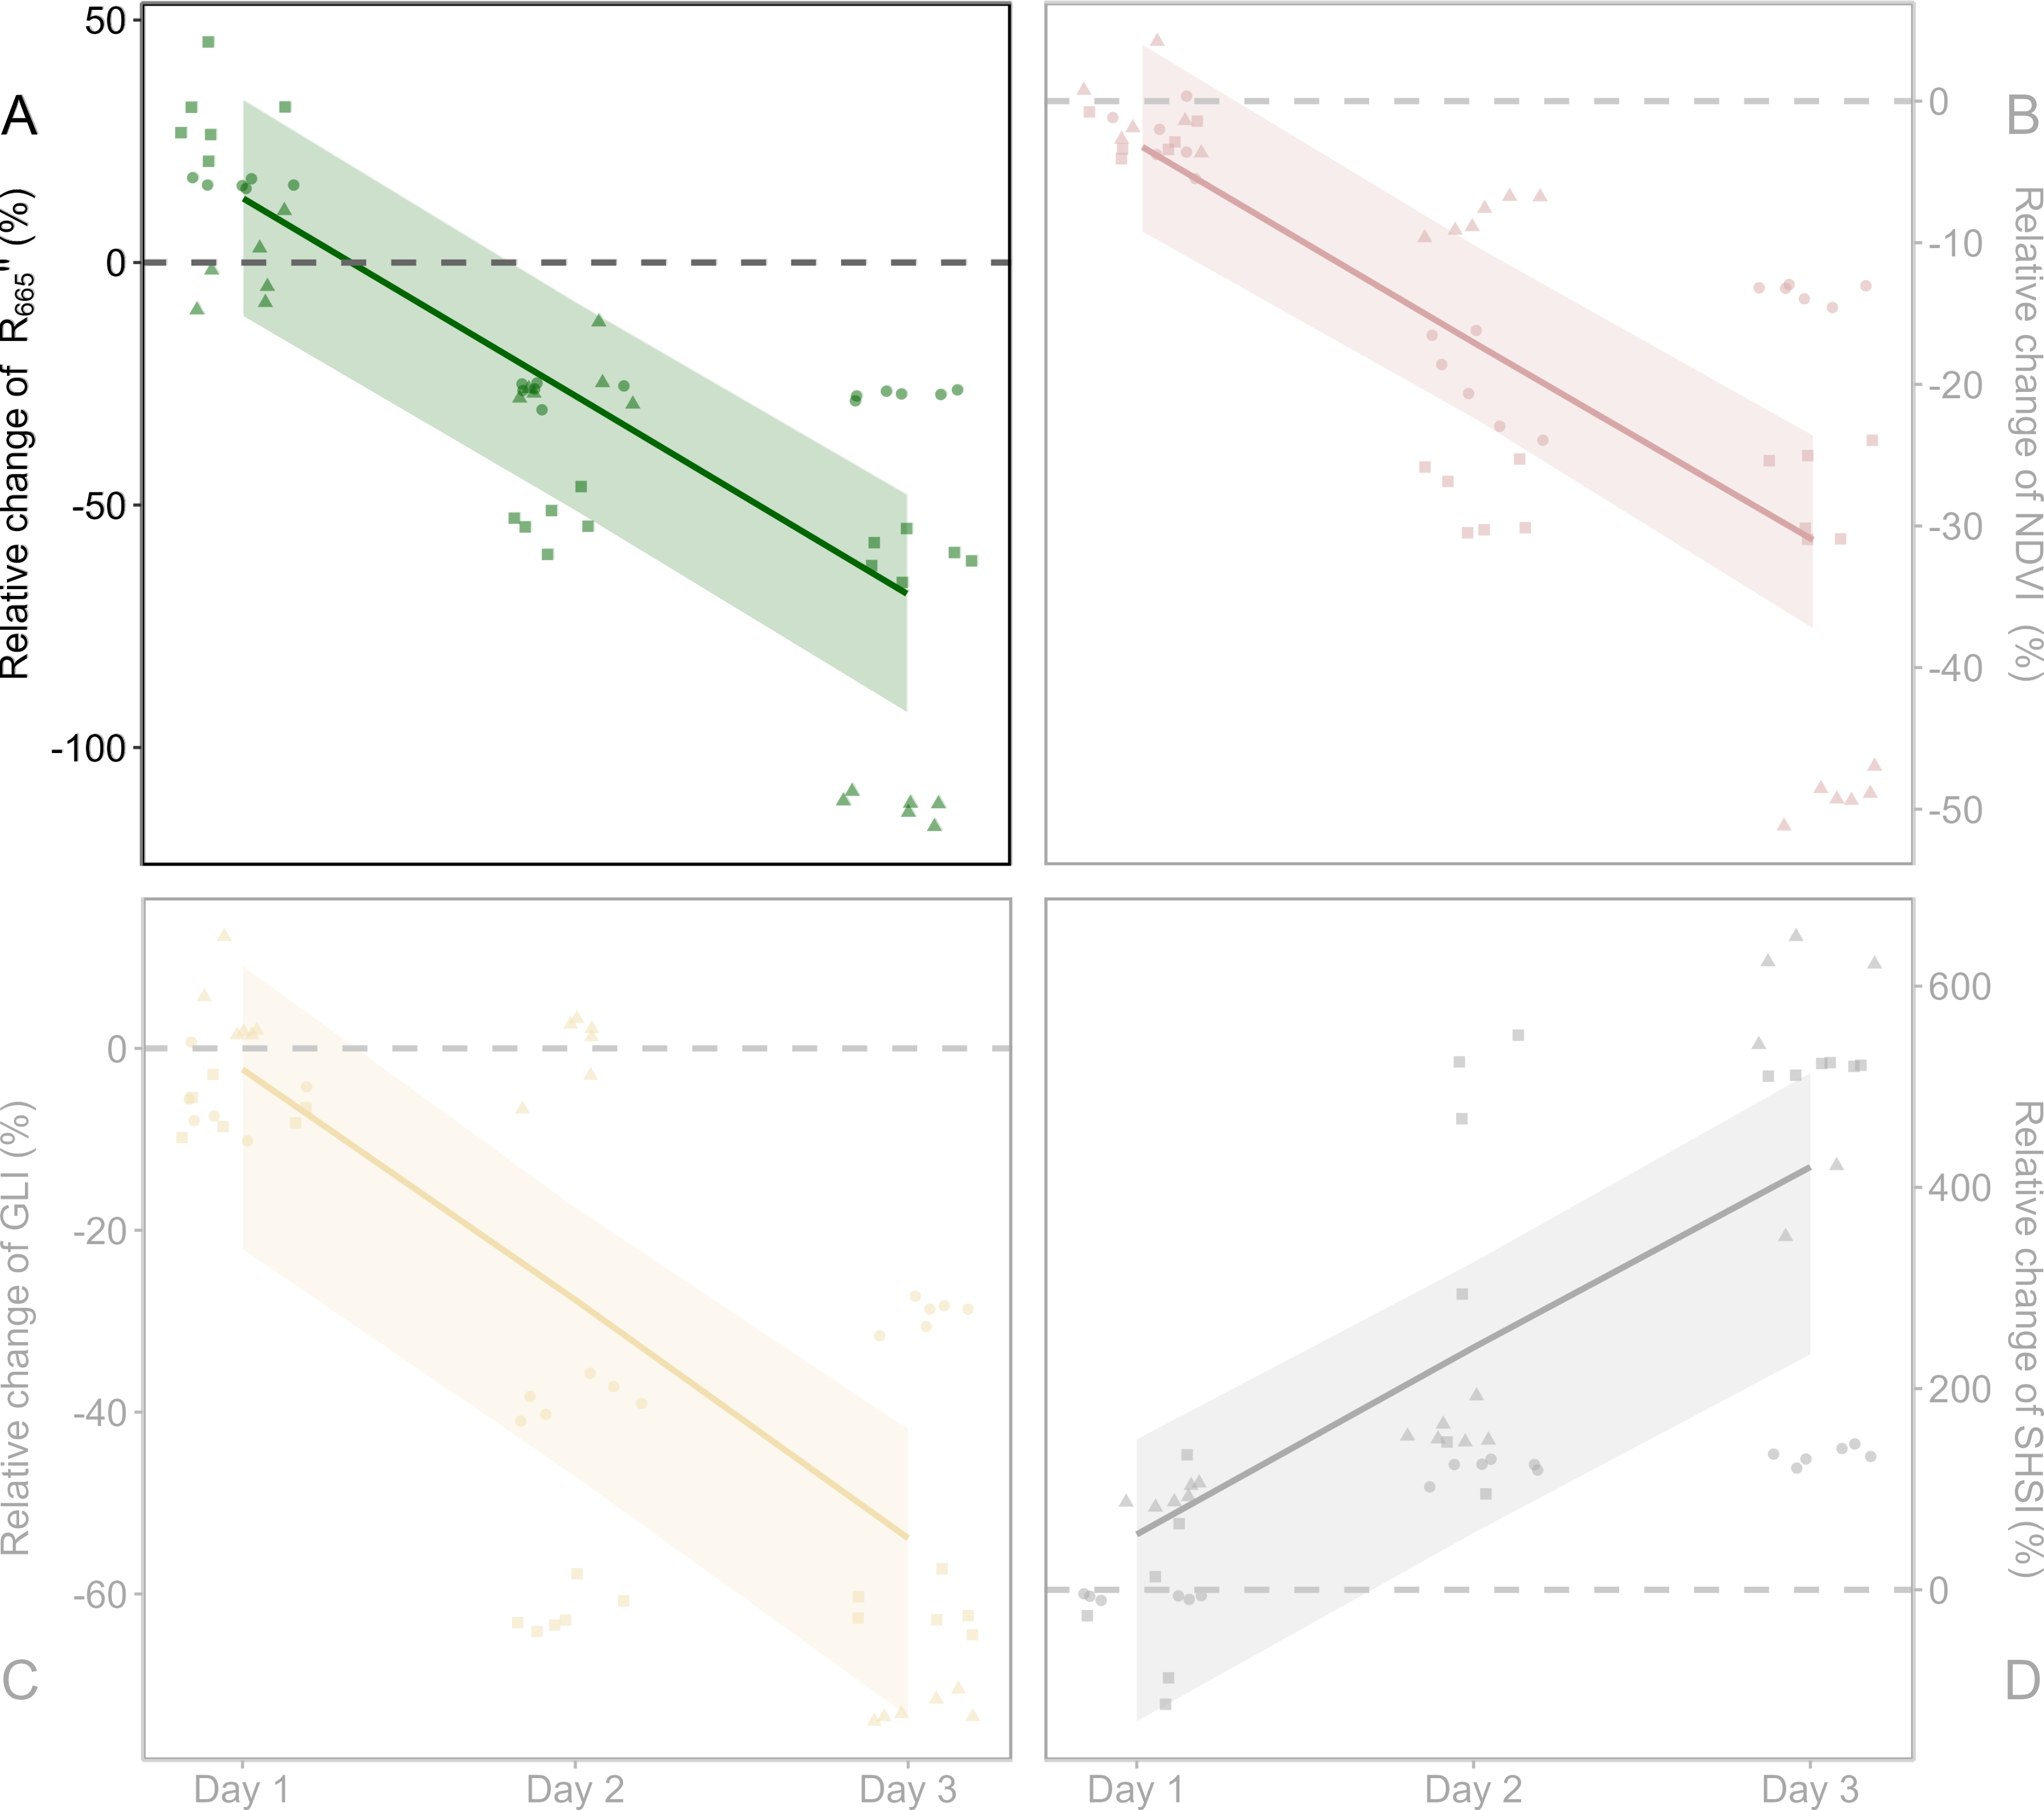 A
Relative change of R665'' (%)
50
0
-50
-100
B
Relative change of NDVI (%)
0
-10
-20
-30
-40
-50
C
Relative change of GLI (%)
0
-20
-40
-60
D
Relative change of SHSI (%)
600
400
200
0
Day 1 Day 2 Day 3
Day 1 Day 2 Day 3